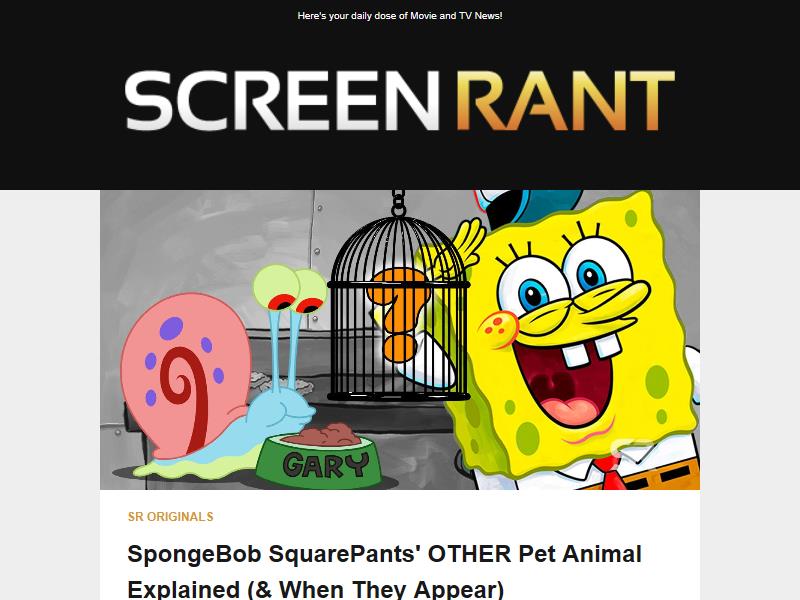 Here's your daily dose of Movie and TV News!
SCREEN RANT
?
GARY
SR ORIGINALS
SpongeBob SquarePants' OTHER Pet Animal
Explained (& When They Appear)